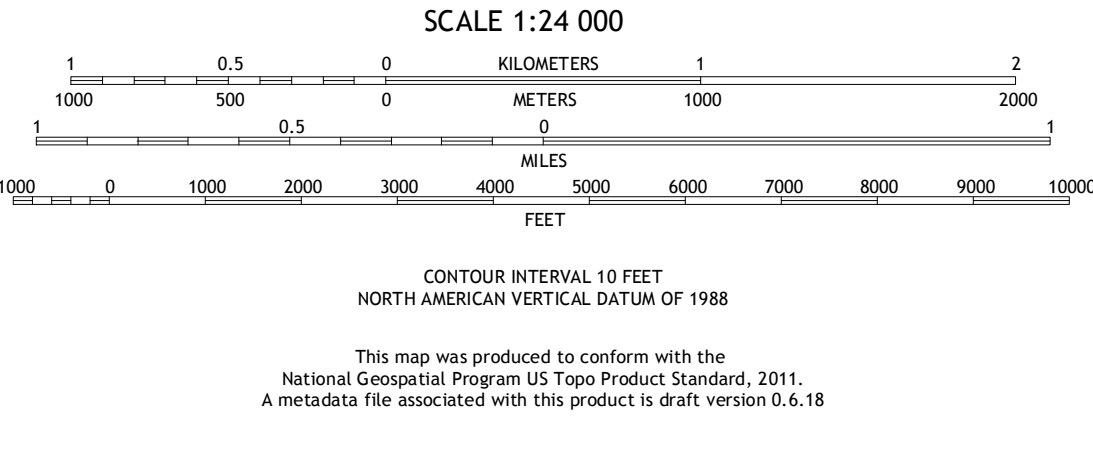 SCALE 1:24 000
1 0.5 0 KILOMETERS 1 2
1000 500 0 METERS 1000 2000
1 0.5 0 1
MILES
1000 0 1000 2000 3000 4000 5000 6000 7000 8000 9000 10000
FEET
CONTOUR INTERVAL 10 FEET
NORTH AMERICAN VERTICAL DATUM OF 1988
This map was produced to conform with the
National Geospatial Program US Topo Product Standard, 2011.
A metadata file associated with this product is draft version 0.6.18